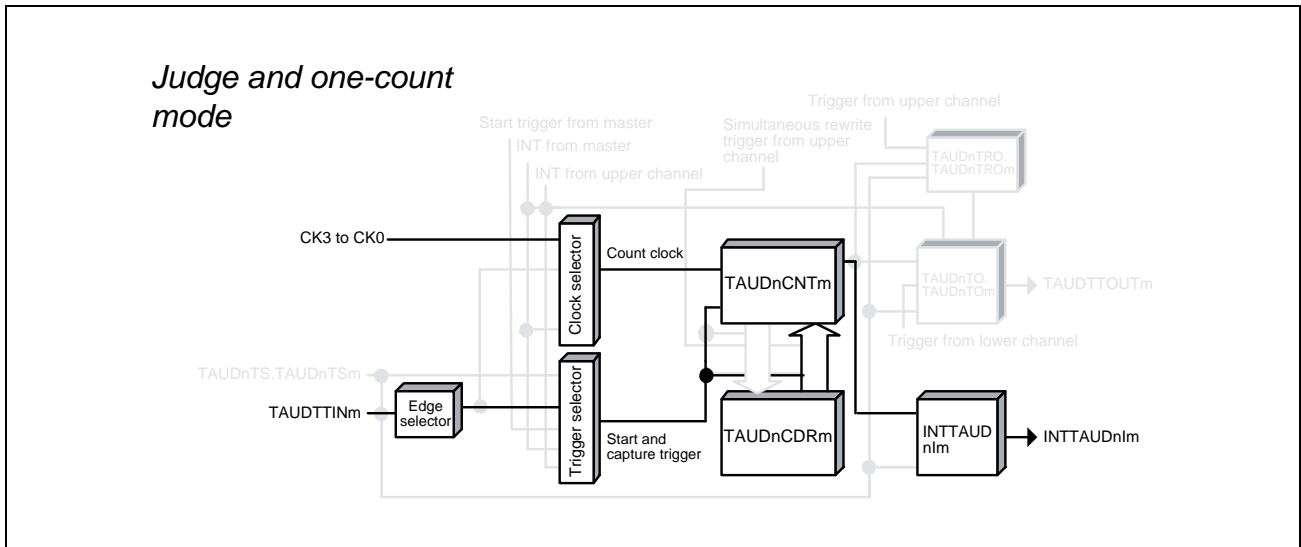 Judge and one-count
mode
Trigger from upper channel
Start trigger from master
Simultaneous rewrite
trigger from upper
channel
INT from master
INT from upper channel
TAUDnTRO.
TAUDnTROm
CK3 to CK0
Clock selector
Count clock
TAUDnCNTm
TAUDnTO.
TAUDnTOm
TAUDTTOUTm
Trigger from lower channel
TAUDnTS.TAUDnTSm
TAUDTTINm
Edge
selector
Trigger selector
Start and
capture trigger
TAUDnCDRm
INTTAUD
nIm
INTTAUDnIm